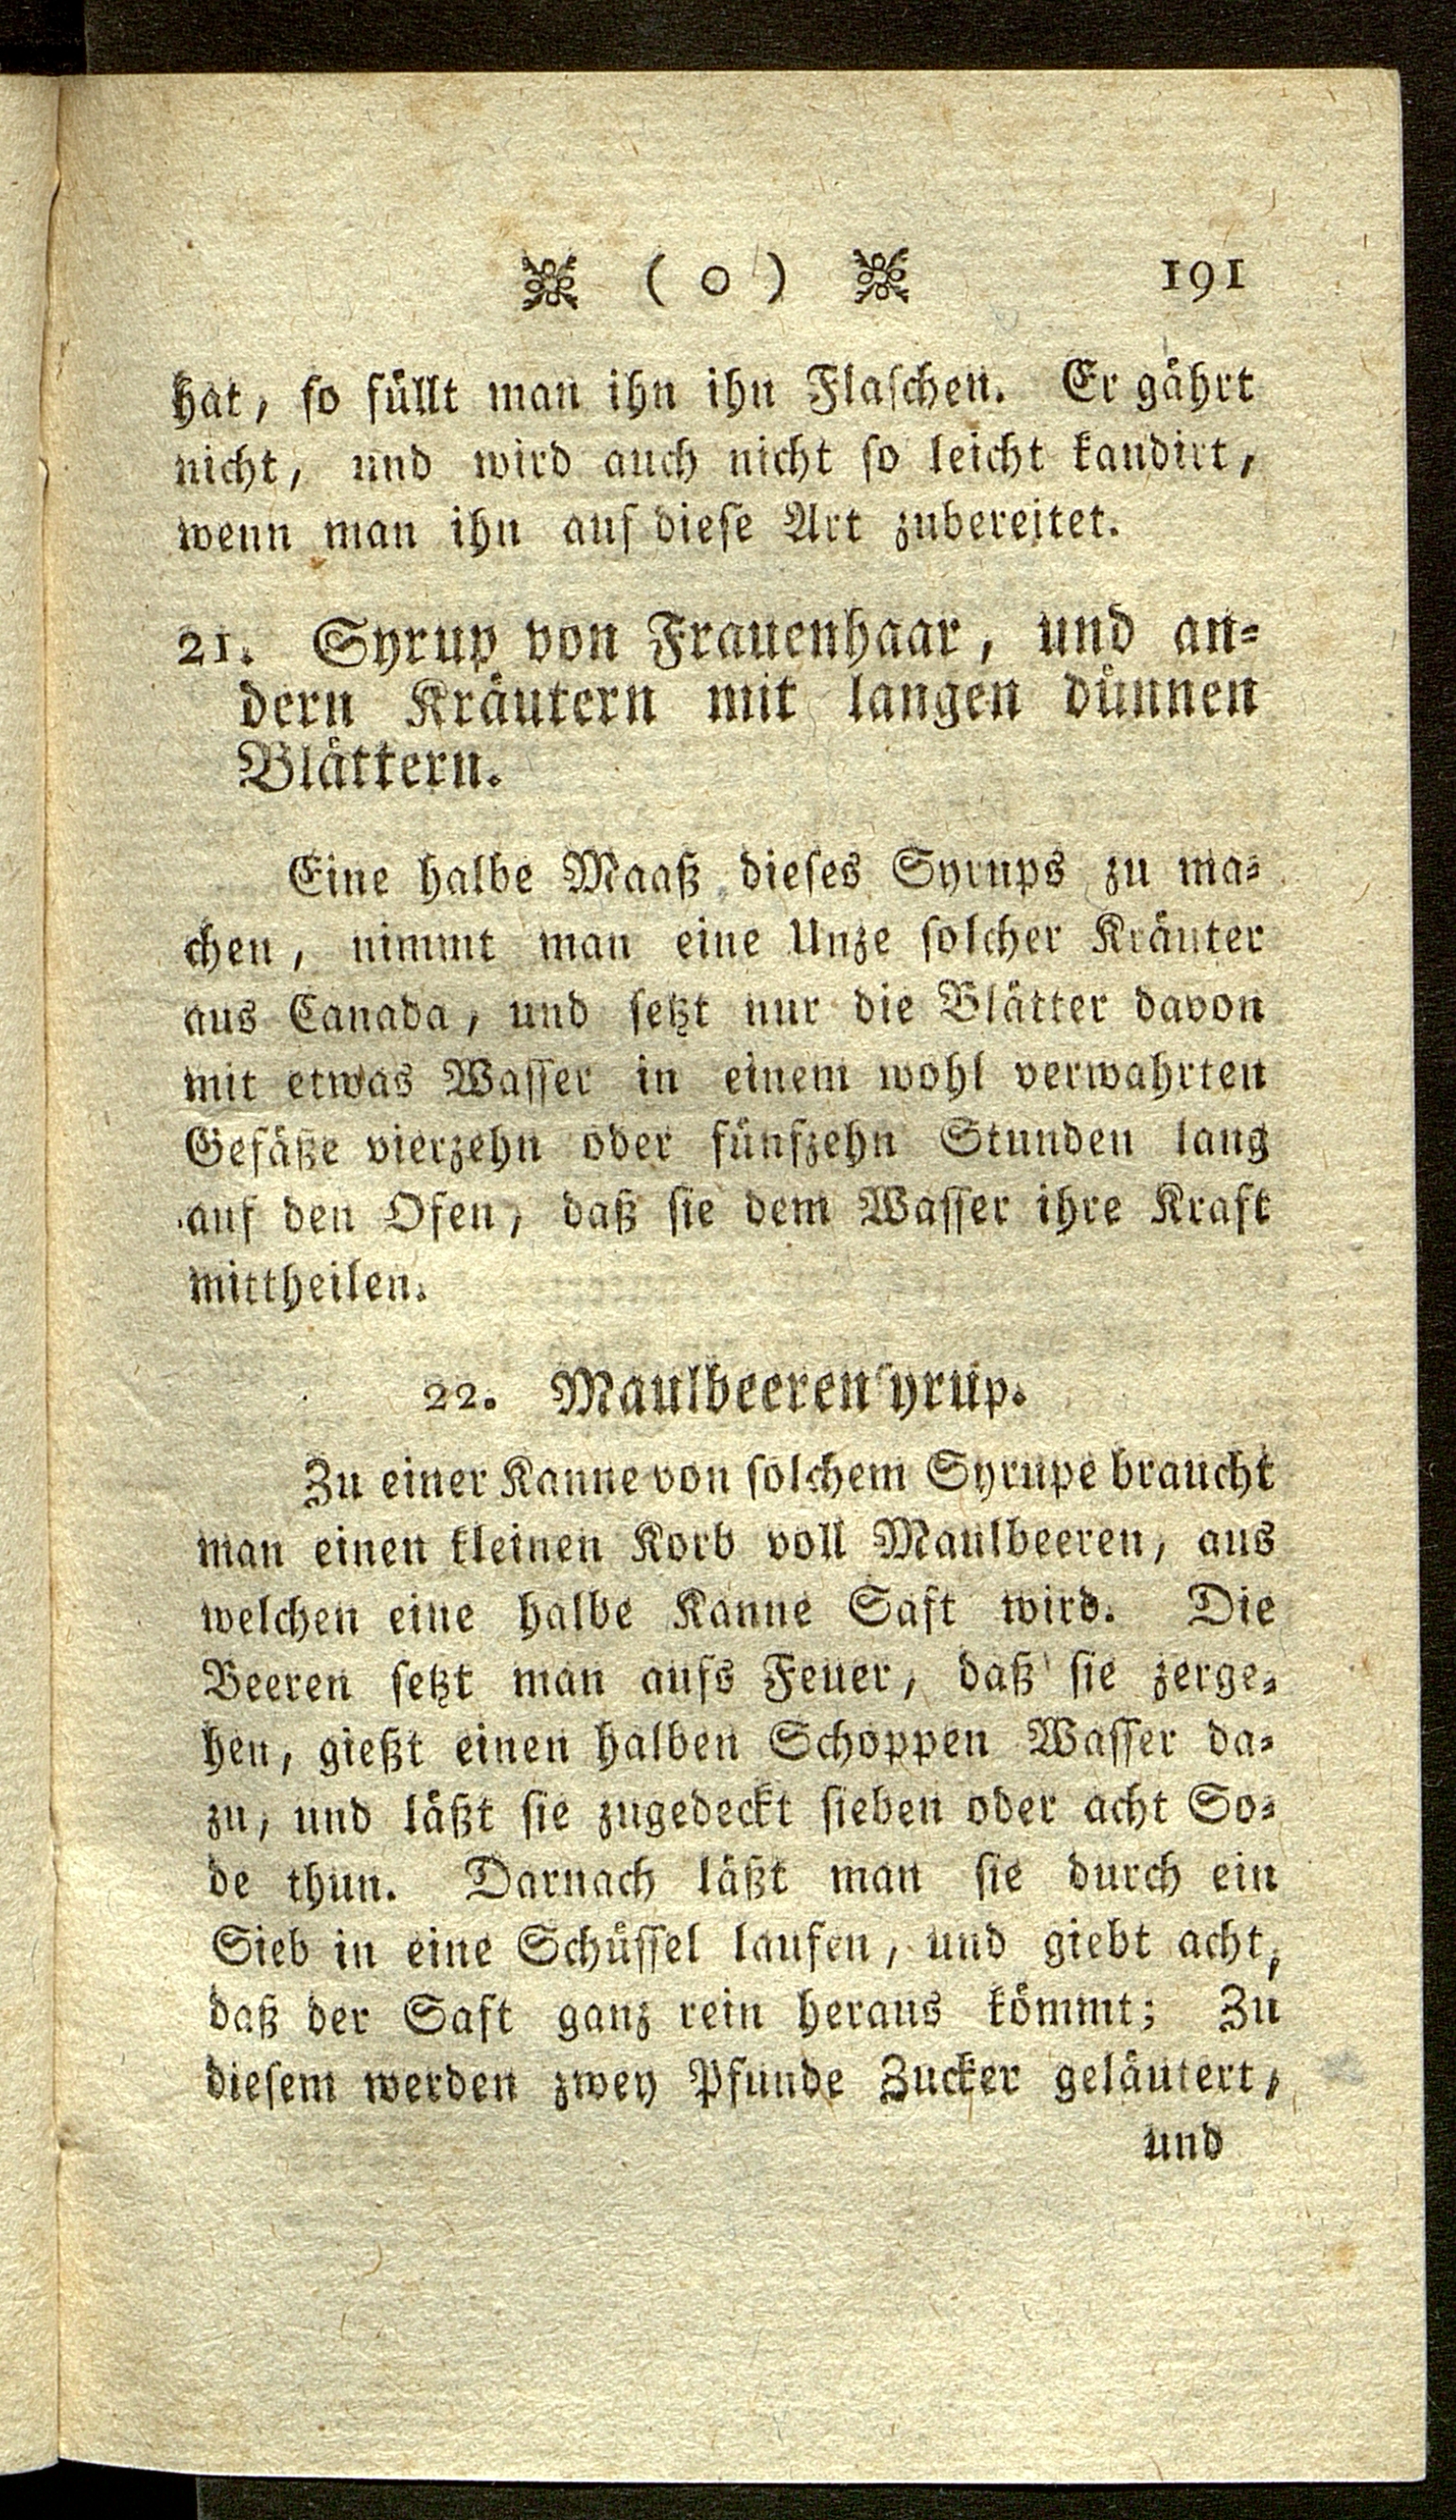 ( o ) 191
hat, so füllt man ihn ihn Flaschen. Er gährt
nicht, und wird auch nicht so leicht kandirt,
wenn man ihn auf diese Art zubereitet.
21. Syrup von Frauenhaar, und an-
dern Kräutern mit langen dünnen
Blättern.
Eine halbe Maaß dieses Syrups zu ma-
chen, nimmt man eine Unze solcher Kräuter
aus Canada, und setzt nur die Blätter davon
mit etwas Wasser in einem wohl verwahrten
Gefäße vierzehn oder fünfzehn Stunden lang
auf den Ofen, daß sie dem Wasser ihre Kraft
mittheilen.
22. Maulbeerensyrup.
Zu einer Kanne von solchem Syrupe braucht
man einen kleinen Korb voll Maulbeeren, aus
welchen eine halbe Kanne Saft wird. Die
Beeren setzt man aufs Feuer, daß sie zerge-
hen, gießt einen halben Schoppen Wasser da-
zu, und läßt sie zugedeckt sieben oder acht So-
de thun. Darnach läßt man sie durch ein
Sieb in eine Schüssel laufen, und giebt acht,
daß der Saft ganz rein heraus kömmt; Zu
diesem werden zwey Pfunde Zucker geläutert,
und